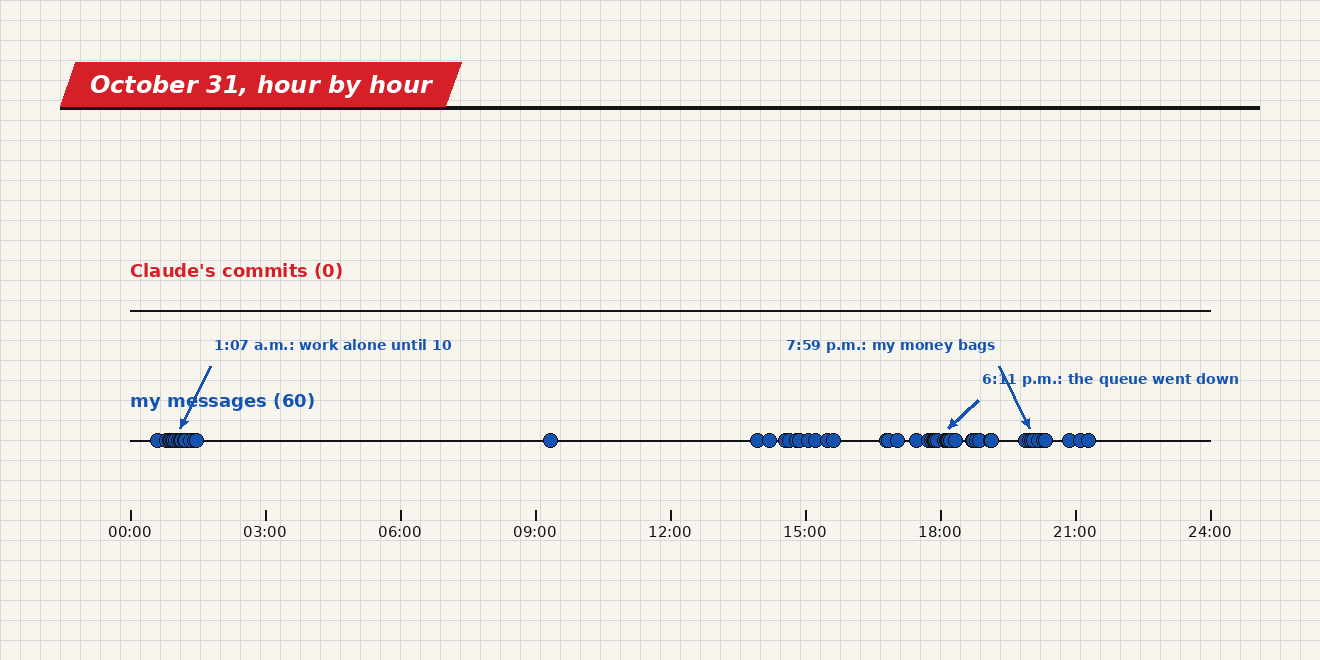 October 31, hour by hour
Claude's commits (0)
1:07 a.m.: work alone until 10
7:59 p.m.: my money bags
6:11 p.m.: the queue went down
my messages (60)
00:00 03:00 06:00 09:00 12:00 15:00 18:00 21:00 24:00